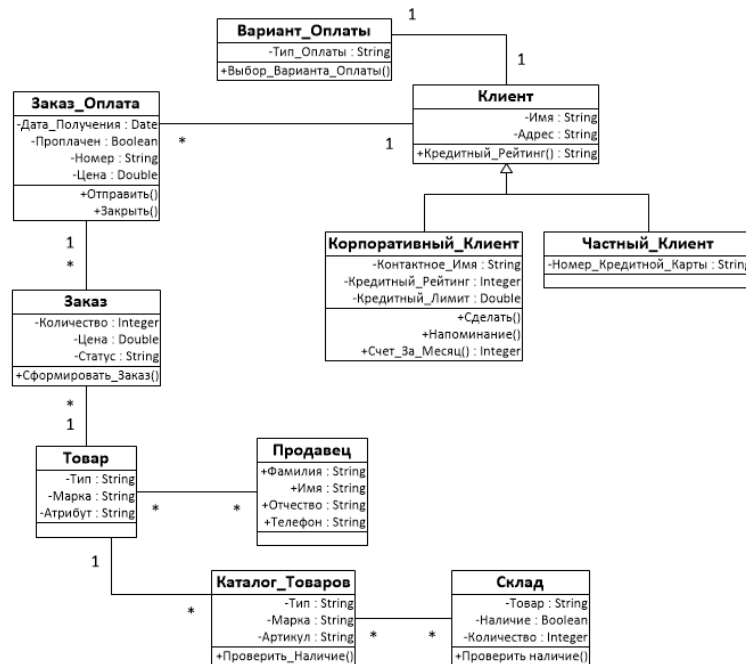 1
Вариант_Оплаты
-Тип_Оплаты : String
+Выбор_Варианта_Оплаты()
1
Заказ_Оплата
-Дата_Получения : Date
-Проплачен : Boolean
-Номер : String
-Цена : Double
+Отправить()
+Закрыть()
*
1
Клиент
-Имя : String
-Адрес : String
+Кредитный_Рейтинг() : String
1
*
Корпоративный_Клиент
-Контактное_Имя : String
-Кредитный_Рейтинг : Integer
-Кредитный_Лимит : Double
+Сделать()
+Напоминание()
+Счет_За_Месяц() : Integer
Частный_Клиент
-Номер_Кредитной_Карты : String
Заказ
-Количество : Integer
-Цена : Double
-Статус : String
+Сформировать_Заказ()
*
1
Товар
-Тип : String
-Марка : String
-Атрибут : String
*
*
Продавец
+Фамилия : String
+Имя : String
+Отчество : String
+Телефон : String
1
*
Каталог_Товаров
-Тип : String
-Марка : String
-Артикул : String
+Проверить_Наличие()
*
*
Склад
-Товар : String
-Наличие : Boolean
-Количество : Integer
+Проверить наличие()